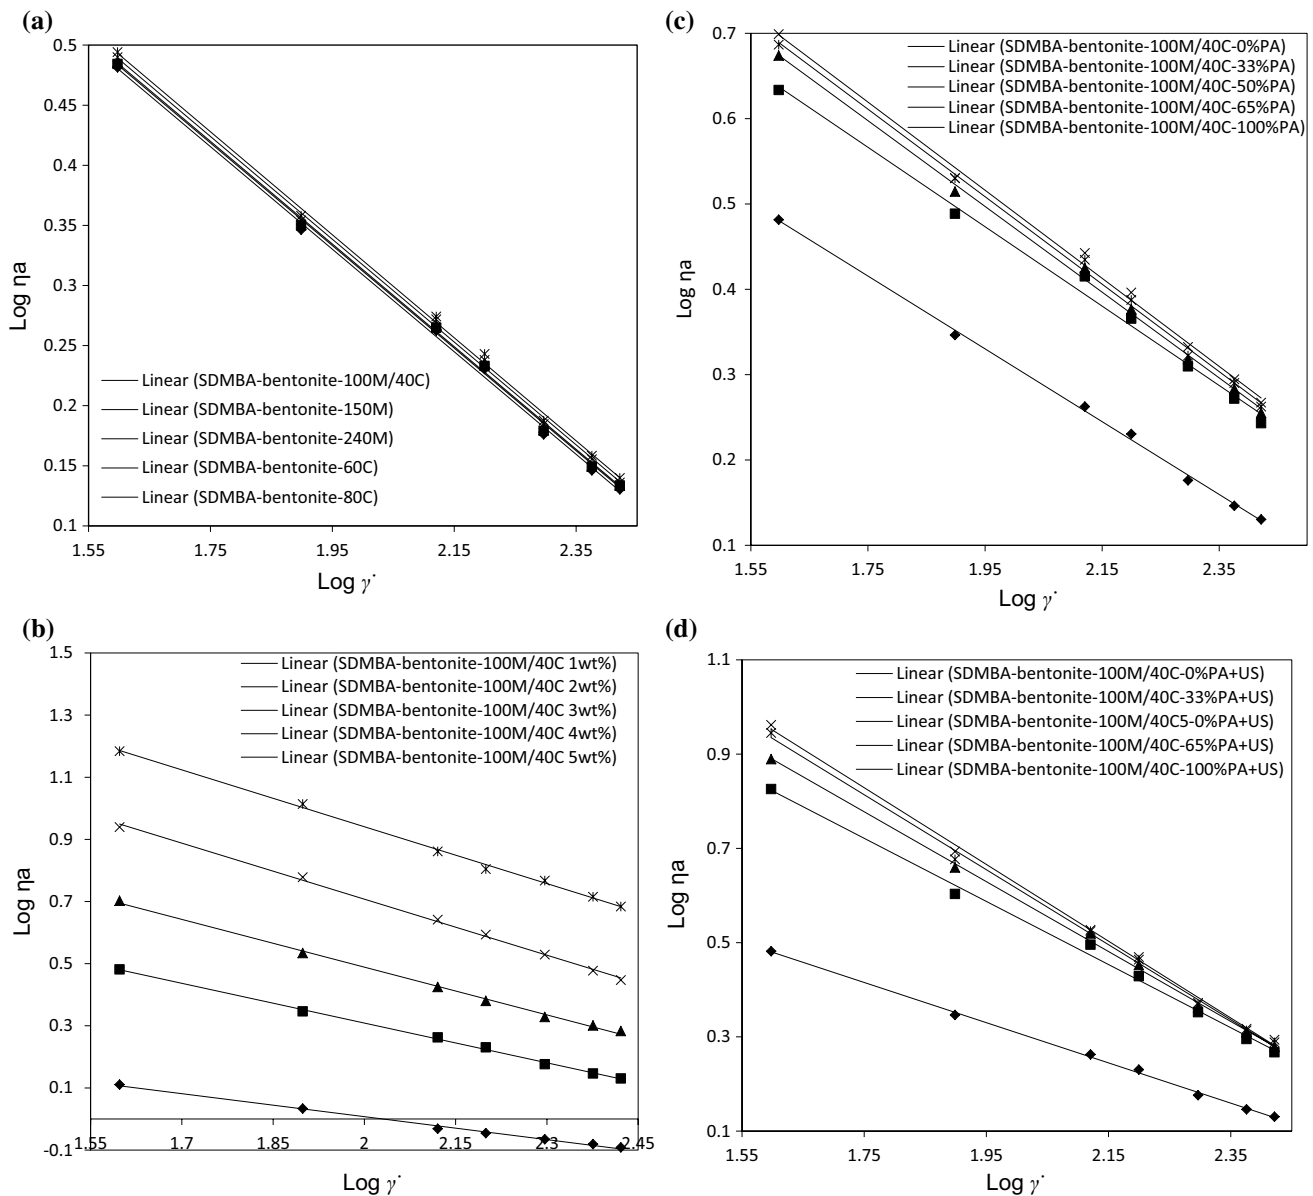 (a)
0.5
0.45
0.4
0.35
0.3
0.25
0.2
0.15
0.1
Log ηa
Linear (SDMBA-bentonite-100M/40C)
Linear (SDMBA-bentonite-150M)
Linear (SDMBA-bentonite-240M)
Linear (SDMBA-bentonite-60C)
Linear (SDMBA-bentonite-80C)
1.55 1.75 1.95 2.15 2.35
Log γ˙
(c)
0.7
0.6
0.5
0.4
0.3
0.2
0.1
Log ηa
Linear (SDMBA-bentonite-100M/40C-0%PA)
Linear (SDMBA-bentonite-100M/40C-33%PA)
Linear (SDMBA-bentonite-100M/40C-50%PA)
Linear (SDMBA-bentonite-100M/40C-65%PA)
Linear (SDMBA-bentonite-100M/40C-100%PA)
1.55 1.75 1.95 2.15 2.35
Log γ˙
(b)
1.5
1.3
1.1
0.9
0.7
0.5
0.3
0.1
-0.1
Log ηa
Linear (SDMBA-bentonite-100M/40C 1wt%)
Linear (SDMBA-bentonite-100M/40C 2wt%)
Linear (SDMBA-bentonite-100M/40C 3wt%)
Linear (SDMBA-bentonite-100M/40C 4wt%)
Linear (SDMBA-bentonite-100M/40C 5wt%)
1.55 1.7 1.85 2 2.15 2.3 2.45
Log γ˙
(d)
1.1
0.9
0.7
0.5
0.3
0.1
Log ηa
Linear (SDMBA-bentonite-100M/40C-0%PA+US)
Linear (SDMBA-bentonite-100M/40C-33%PA+US)
Linear (SDMBA-bentonite-100M/40C5-0%PA+US)
Linear (SDMBA-bentonite-100M/40C-65%PA+US)
Linear (SDMBA-bentonite-100M/40C-100%PA+US)
1.55 1.75 1.95 2.15 2.35
Log γ˙